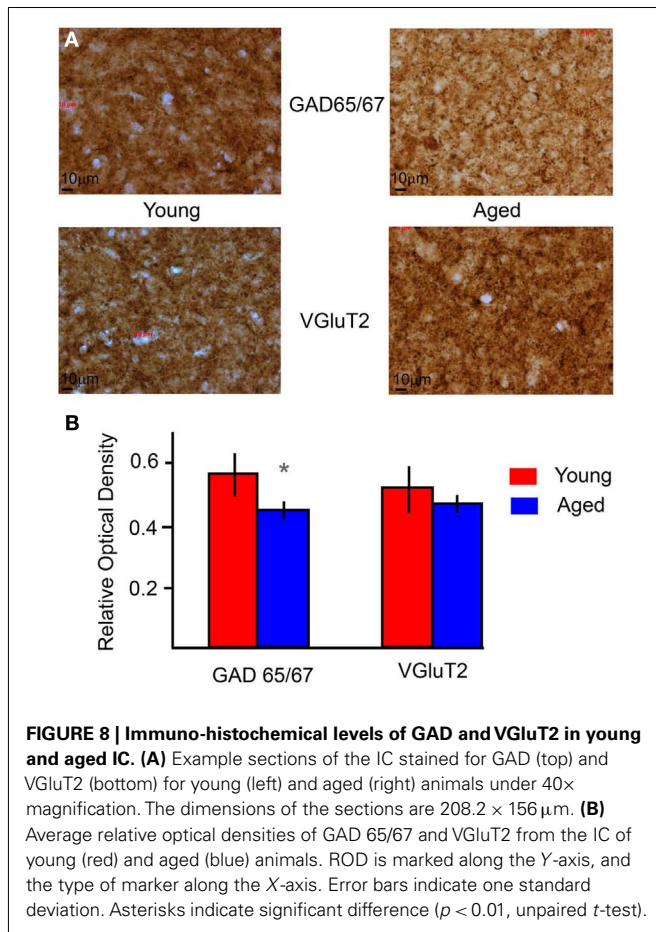 A
GAD65/67
10µm
10µm
Young
Aged
VGluT2
10µm
10µm
B
Relative Optical Density
0.6
0.4
0.2
*
Young
Aged
GAD 65/67
VGluT2
FIGURE 8 | Immuno-histochemical levels of GAD and VGluT2 in young
and aged IC. (A) Example sections of the IC stained for GAD (top) and
VGluT2 (bottom) for young (left) and aged (right) animals under 40×
magnification. The dimensions of the sections are 208.2 × 156 µm. (B)
Average relative optical densities of GAD 65/67 and VGluT2 from the IC of
young (red) and aged (blue) animals. ROD is marked along the Y-axis, and
the type of marker along the X-axis. Error bars indicate one standard
deviation. Asterisks indicate significant difference (p < 0.01, unpaired t-test).